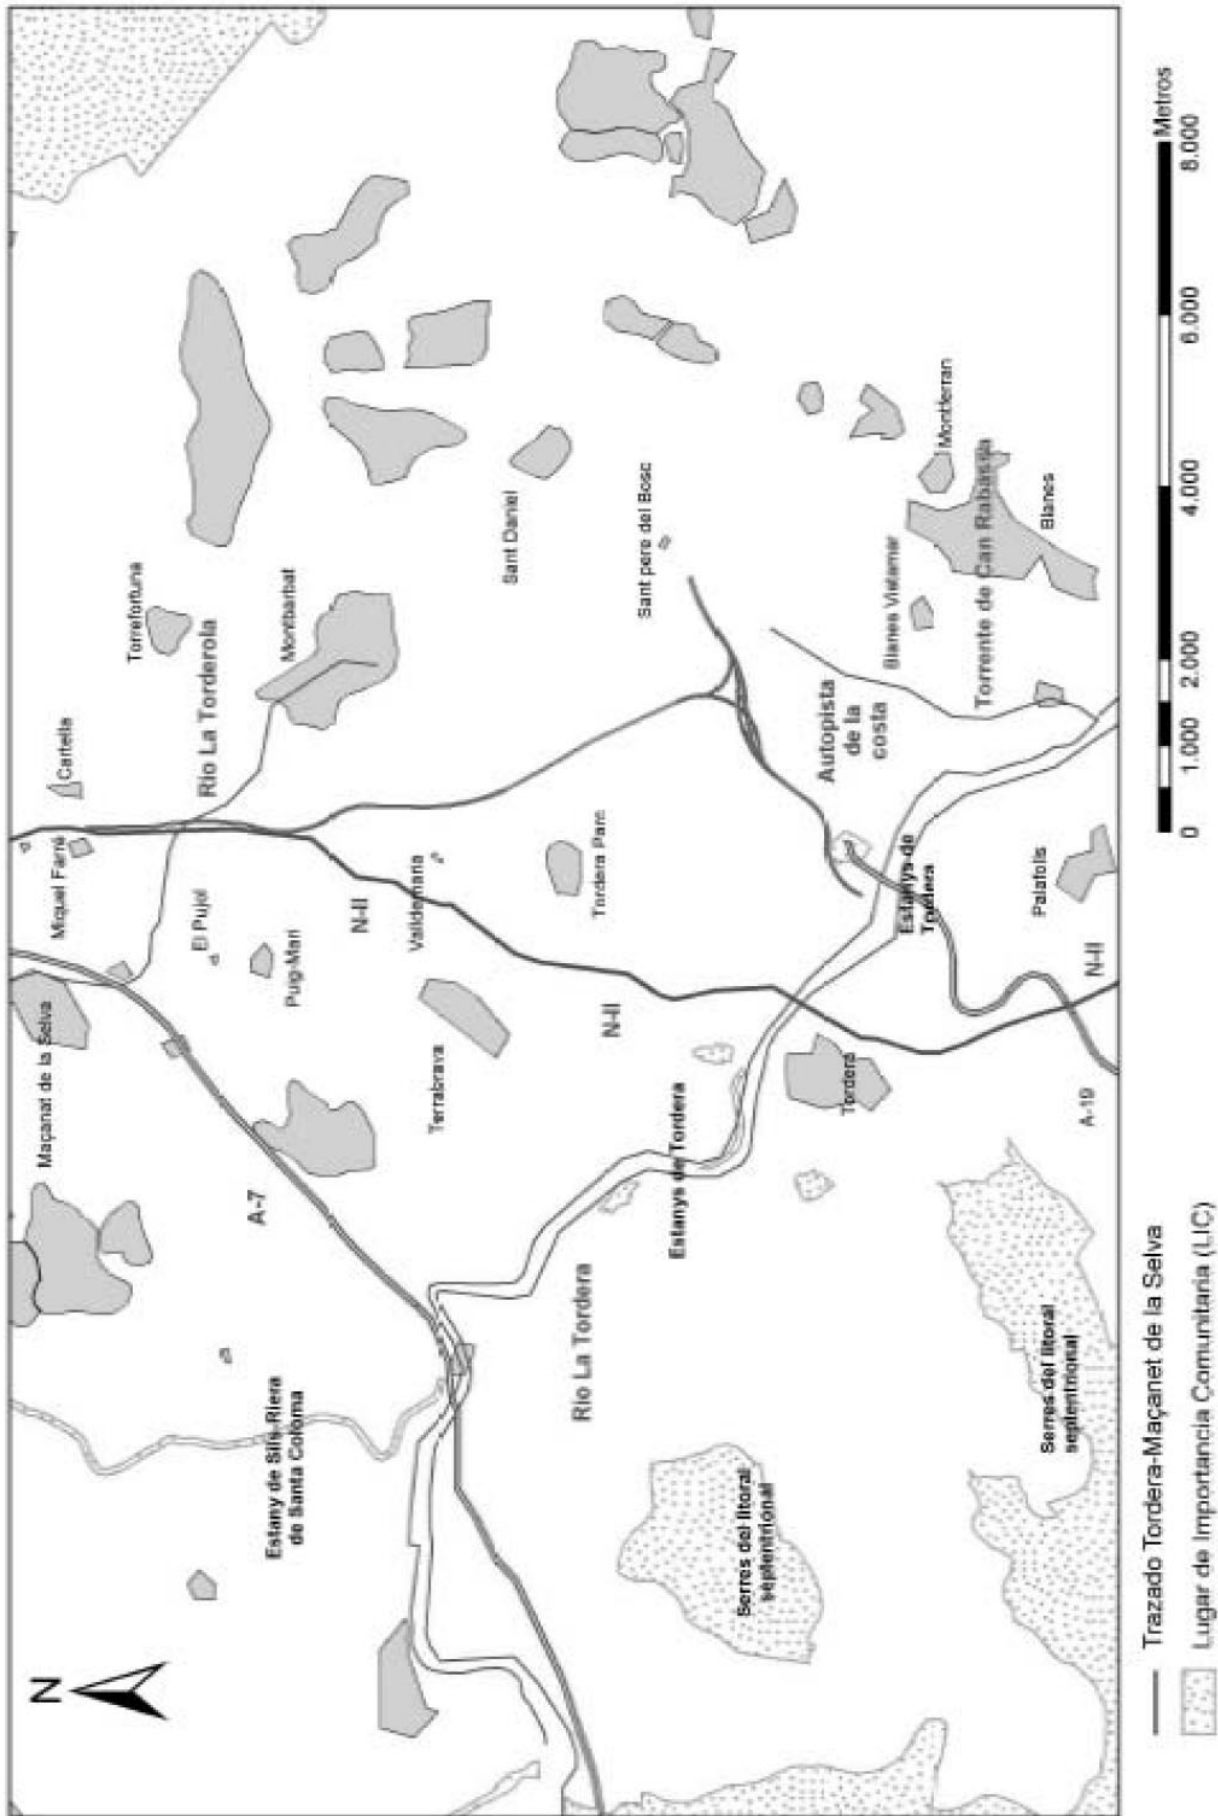 N
Maçanat de la Selva
Miquel Farré
Cartella
Torrefortuna
El Pujol
Rio La Torderola
A-7
Estany de Sils-Riera
de Santa Coloma
Puig-Mari
Montbarbat
N-II
Valldemaria
Terrabrava
Sant Daniel
Rio La Tordera
Tordera Parc
N-II
Sant pere del Bosc
Estanys de Tordera
Serres del litoral
septentrional
Autopista
de la
costa
Tordera
Blanes Vistamar
Estanys de
Tordera
Montferran
Torrente de Can Rabassa
Palafolls
Serres del litoral
septentrional
Blanes
A-19
N-II
Trazado Tordera-Maçanet de la Selva
Lugar de Importancia Comunitaria (LIC)
Metros
0 1.000 2.000 4.000 6.000 8.000